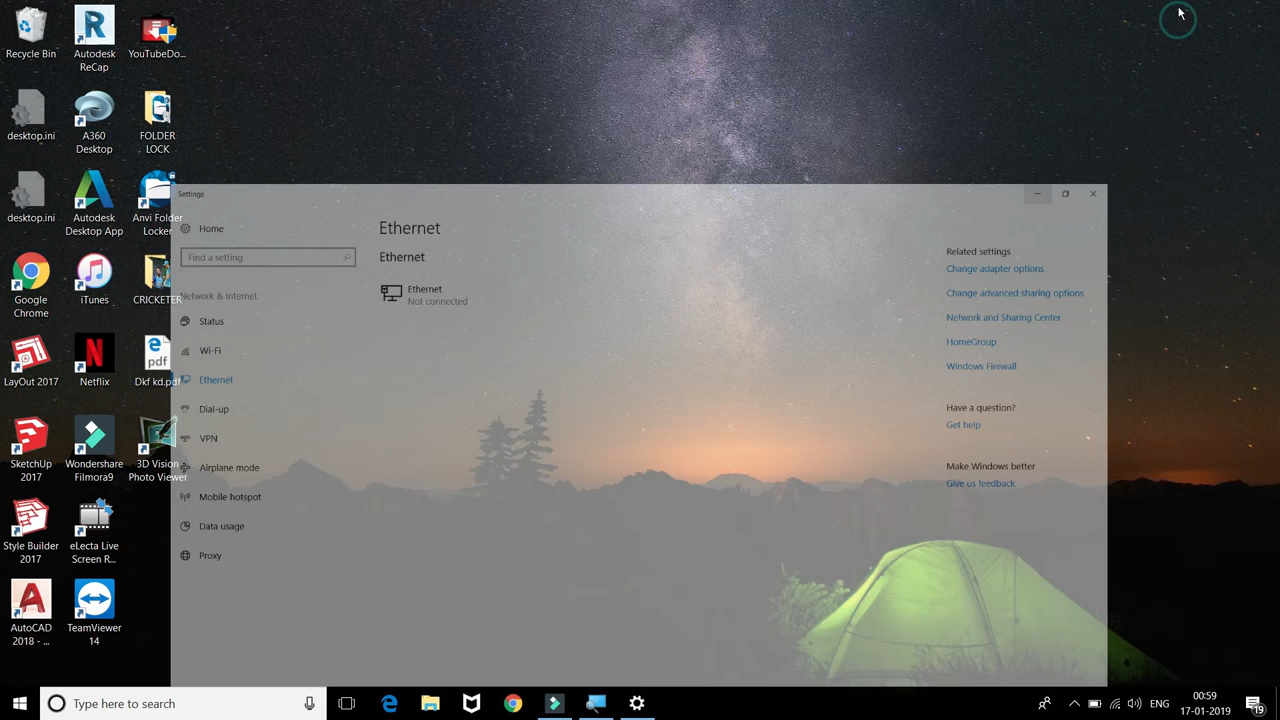 Recycle Bin
Autodesk ReCap
YouTubeDo...
desktop.ini
A360 Desktop
FOLDER LOCK
desktop.ini
Autodesk Desktop App
Anvi Folder Locker
Google Chrome
iTunes
CRICKETER
LayOut 2017
Netflix
pdf
Dkf kd.pdf
SketchUp 2017
Wondershare Filmora9
3D Vision Photo Viewer
Style Builder 2017
eLecta Live Screen R...
AutoCAD 2018 - ...
TeamViewer 14
Settings
Home
Find a setting
Network & Internet
Status
Wi-Fi
Ethernet
Dial-up
VPN
Airplane mode
Mobile hotspot
Data usage
Proxy
Ethernet
Ethernet
Ethernet
Not connected
Related settings
Change adapter options
Change advanced sharing options
Network and Sharing Center
HomeGroup
Windows Firewall
Have a question?
Get help
Make Windows better
Give us feedback
Type here to search
ENG
00:59
17-01-2019
19